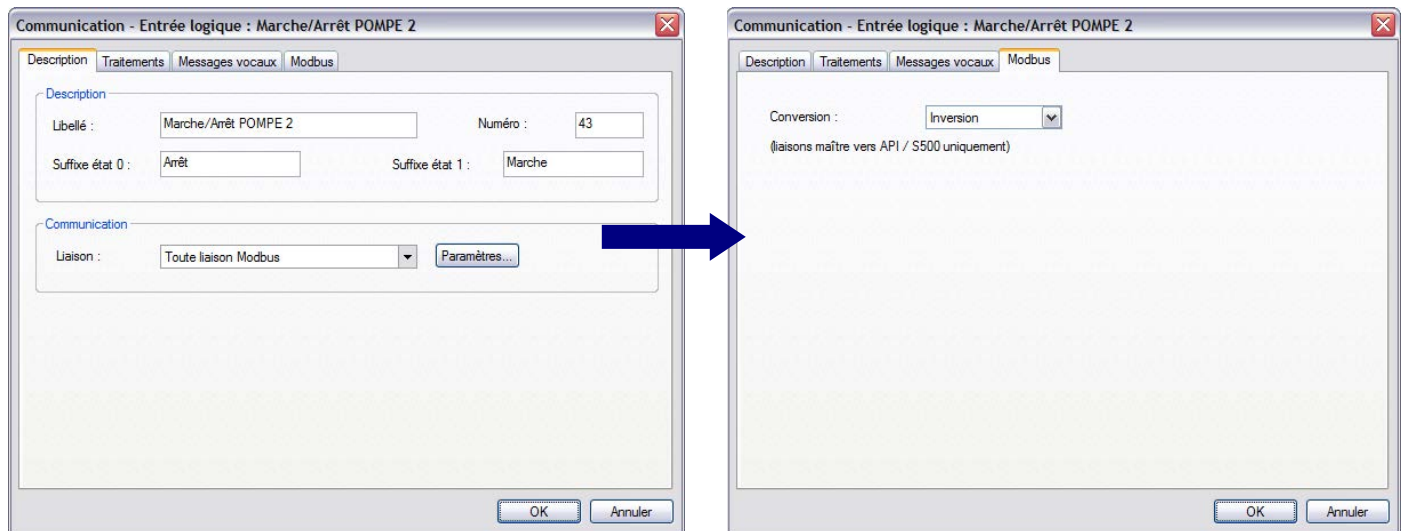 Communication - Entrée logique : Marche/Arrêt POMPE 2
Description Traitements Messages vocaux Modbus
Description
Libellé : Marche/Arrêt POMPE 2 Numéro : 43
Suffixe état 0 : Arrêt Suffixe état 1 : Marche
Communication
Liaison : Toute liaison Modbus Paramètres...
OK Annuler
Communication - Entrée logique : Marche/Arrêt POMPE 2
Description Traitements Messages vocaux Modbus
Conversion : Inversion
(liaisons maître vers API / S500 uniquement)
OK Annuler